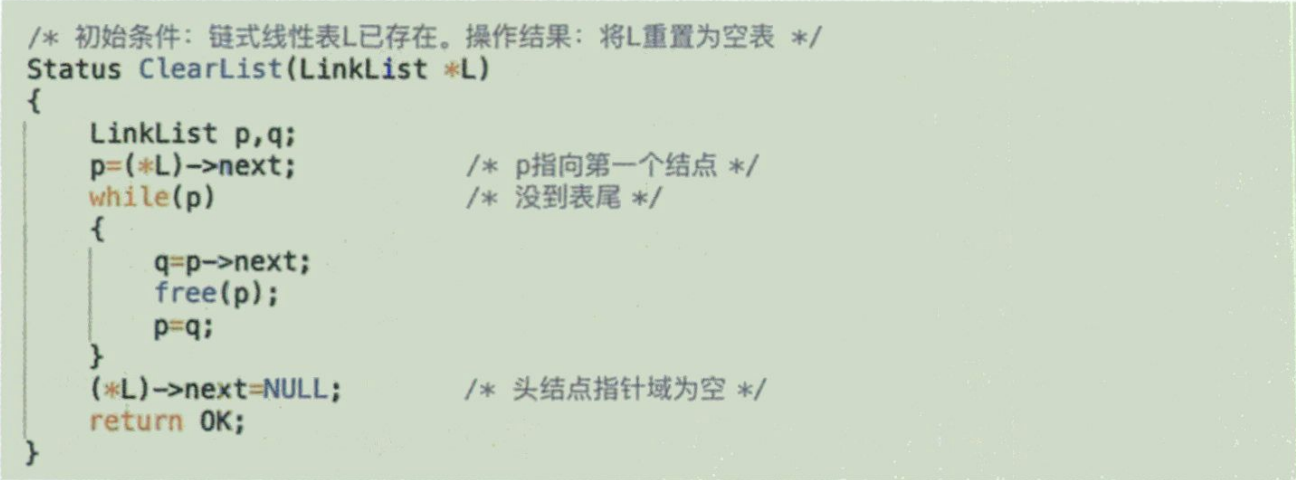 /* 初始条件：链式线性表L已存在。操作结果：将L重置为空表 */
Status ClearList(LinkList *L)
{
    LinkList p,q;
    p=(*L)->next;           /* p指向第一个结点 */
    while(p)                /* 没到表尾 */
    {
        q=p->next;
        free(p);
        p=q;
    }
    (*L)->next=NULL;        /* 头结点指针域为空 */
    return OK;
}